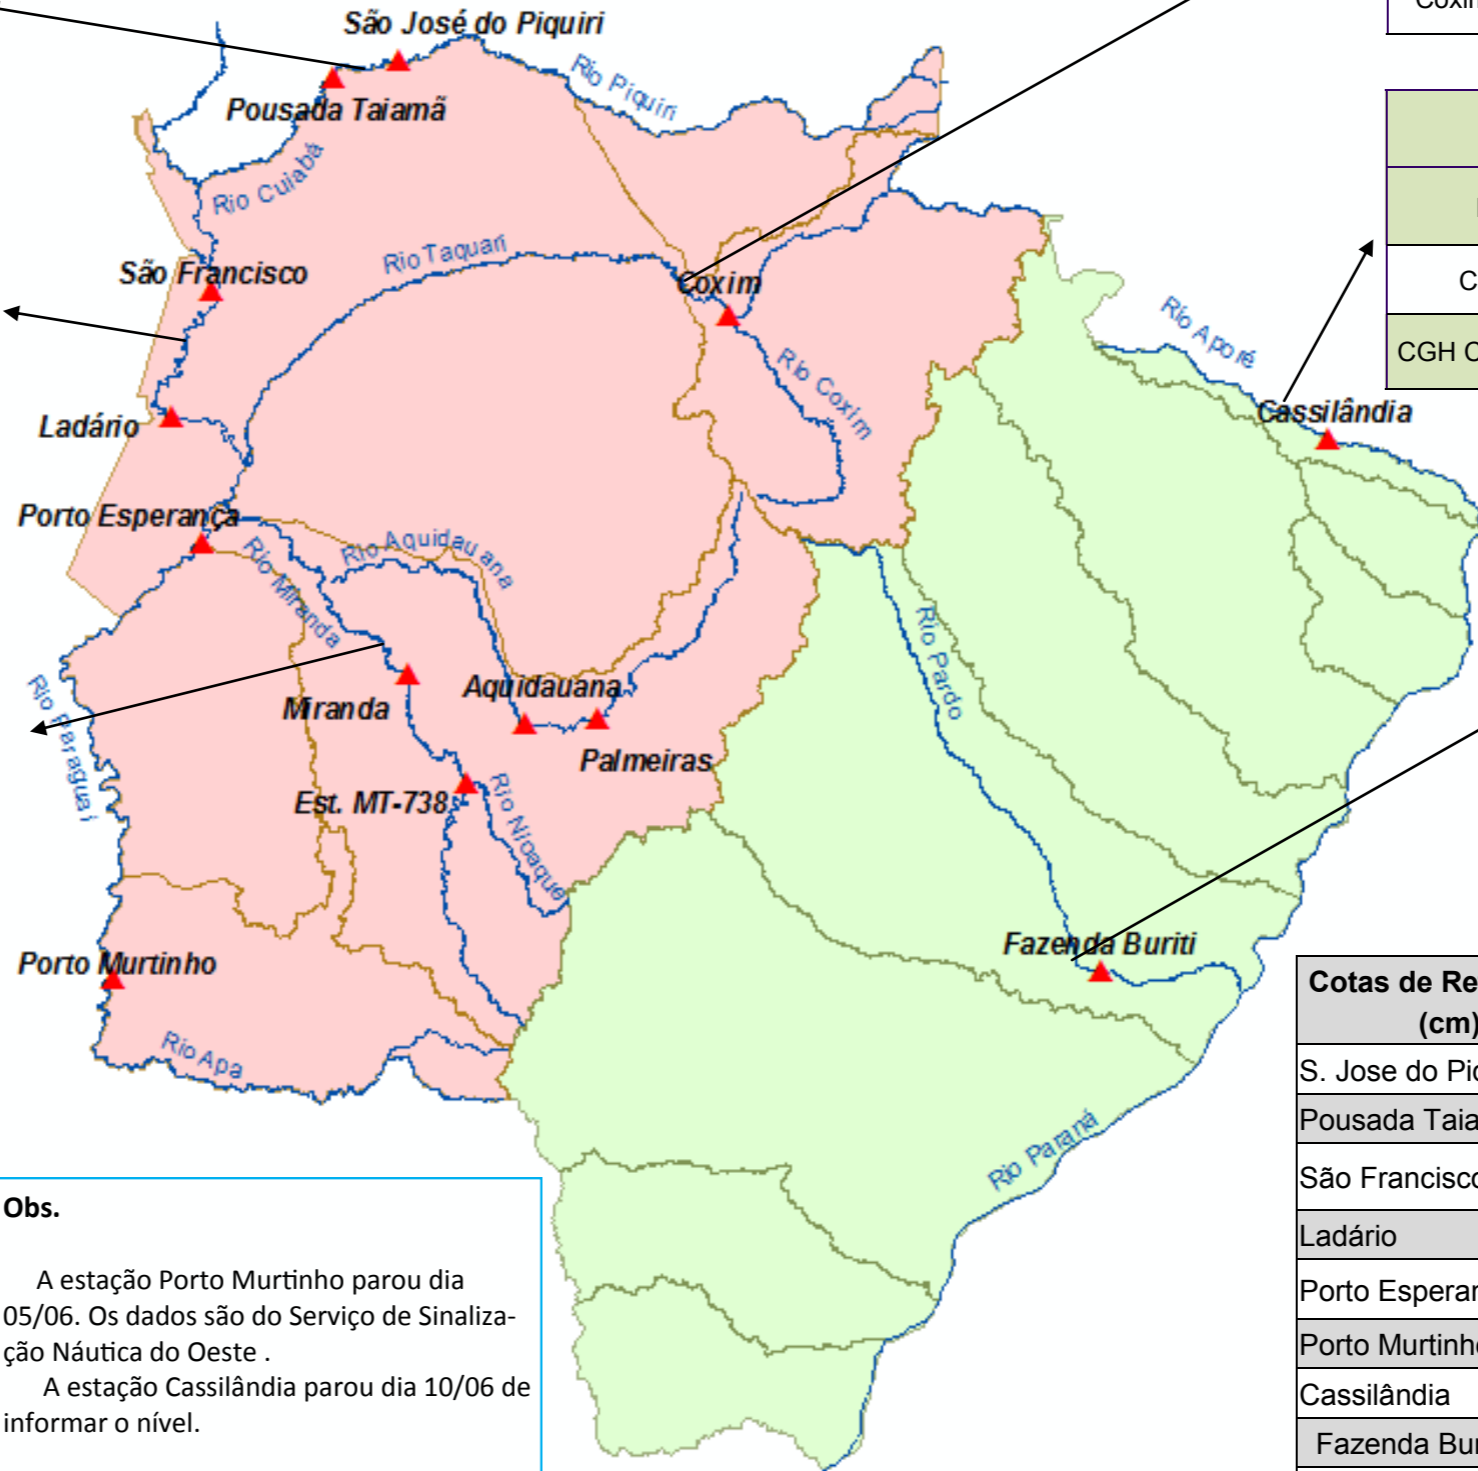 Coxim
São José do Piquiri
Rio Piquiri
Pousada Taiamã
Rio Cuiabá
São Francisco
Rio Taquari
Coxim
Rio Aporé
C
CGH C
Rio Coxim
Cassilândia
Ladário
Porto Esperança
Rio Aquidauana
Rio Miranda
Rio Pardo
Rio Paraguai
Miranda
Aquidauana
Palmeiras
Est. MT-738
Rio Nioaque
Porto Murtinho
Fazenda Buriti
Rio Apa
Rio Paraná
Cotas de Re
(cm)
S. Jose do Pic
Pousada Taia
São Francisco
Ladário
Porto Esperan
Porto Murtinho
Cassilândia
Fazenda Bur
Obs.
A estação Porto Murtinho parou dia
05/06. Os dados são do Serviço de Sinaliza-
ção Náutica do Oeste .
A estação Cassilândia parou dia 10/06 de
informar o nível.